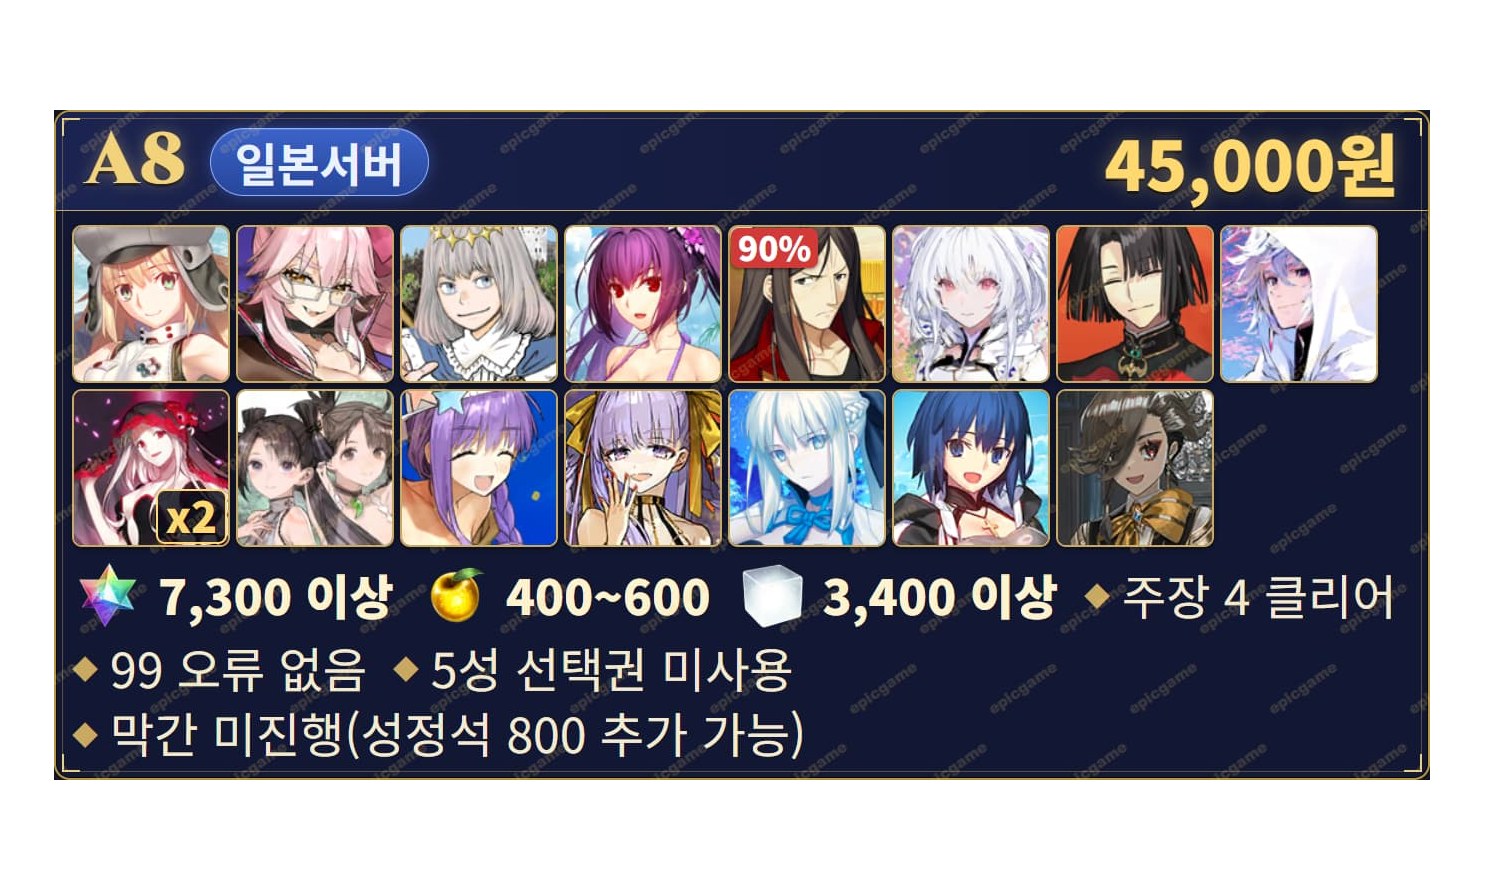 A8 일본서버 45,000원
90%
x2
7,300 이상 400~600 3,400 이상 ◆ 주장 4 클리어
◆ 99 오류 없음 ◆ 5성 선택권 미사용
◆ 막간 미진행(성정석 800 추가 가능)
epicgame